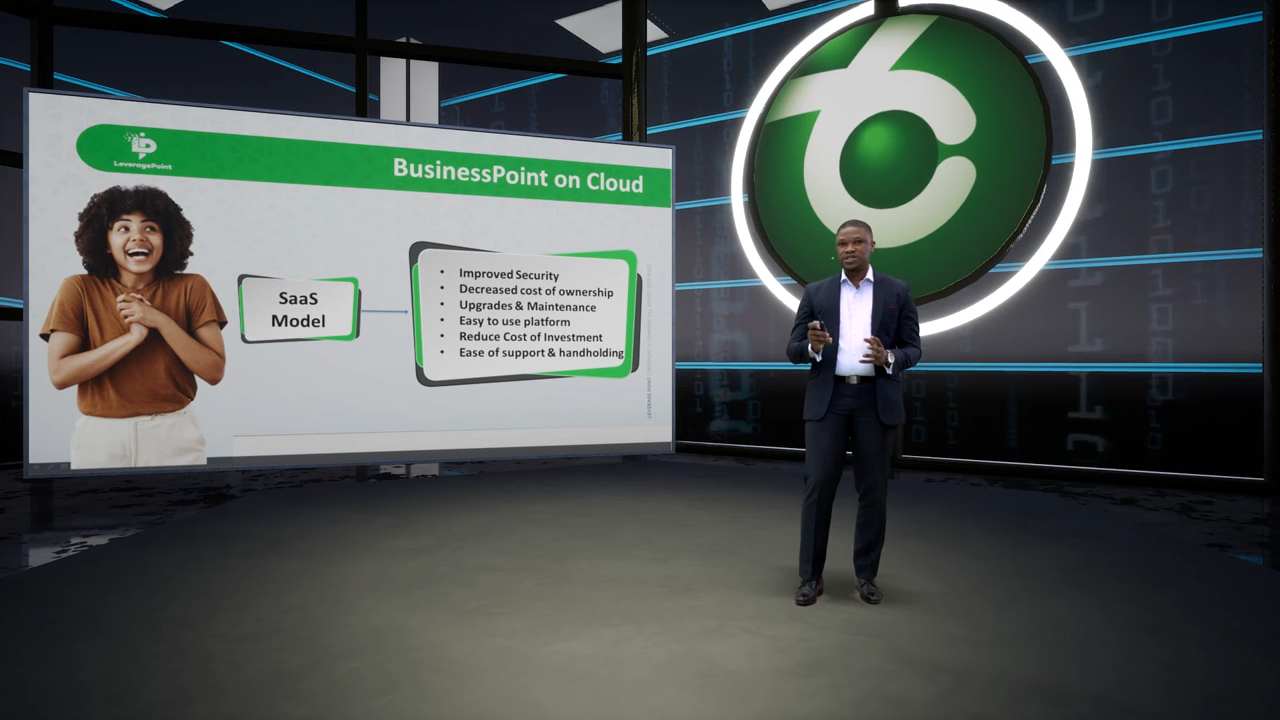 LeveragePoint
BusinessPoint on Cloud
SaaS
Model
• Improved Security
• Decreased cost of ownership
• Upgrades & Maintenance
• Easy to use platform
• Reduce Cost of Investment
• Ease of support & handholding